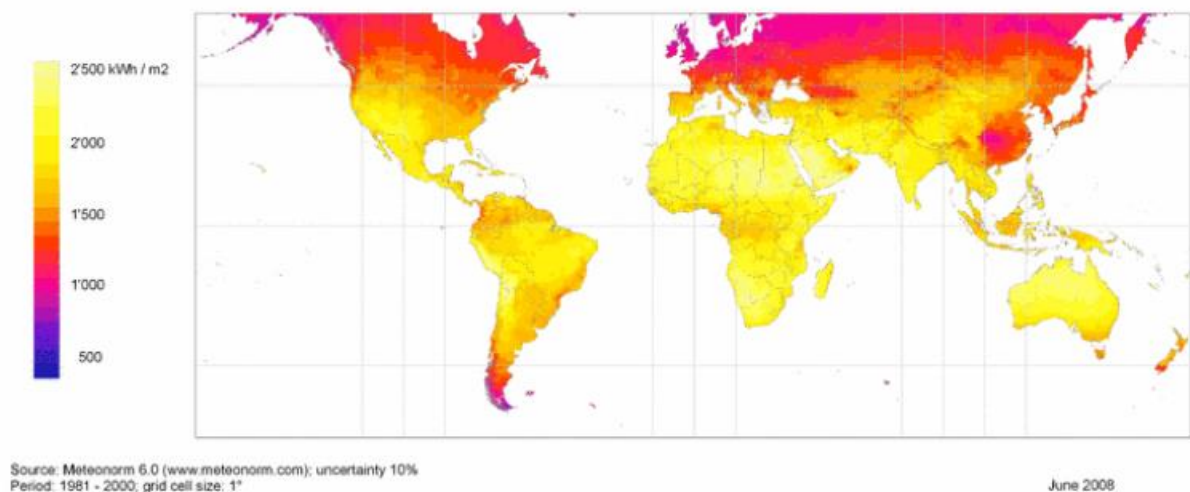 2'500 kWh / m2
2'000
1'500
1'000
500
Source: Meteonorm 6.0 (www.meteonorm.com); uncertainty 10%
Period: 1981 - 2000; grid cell size: 1°
June 2008